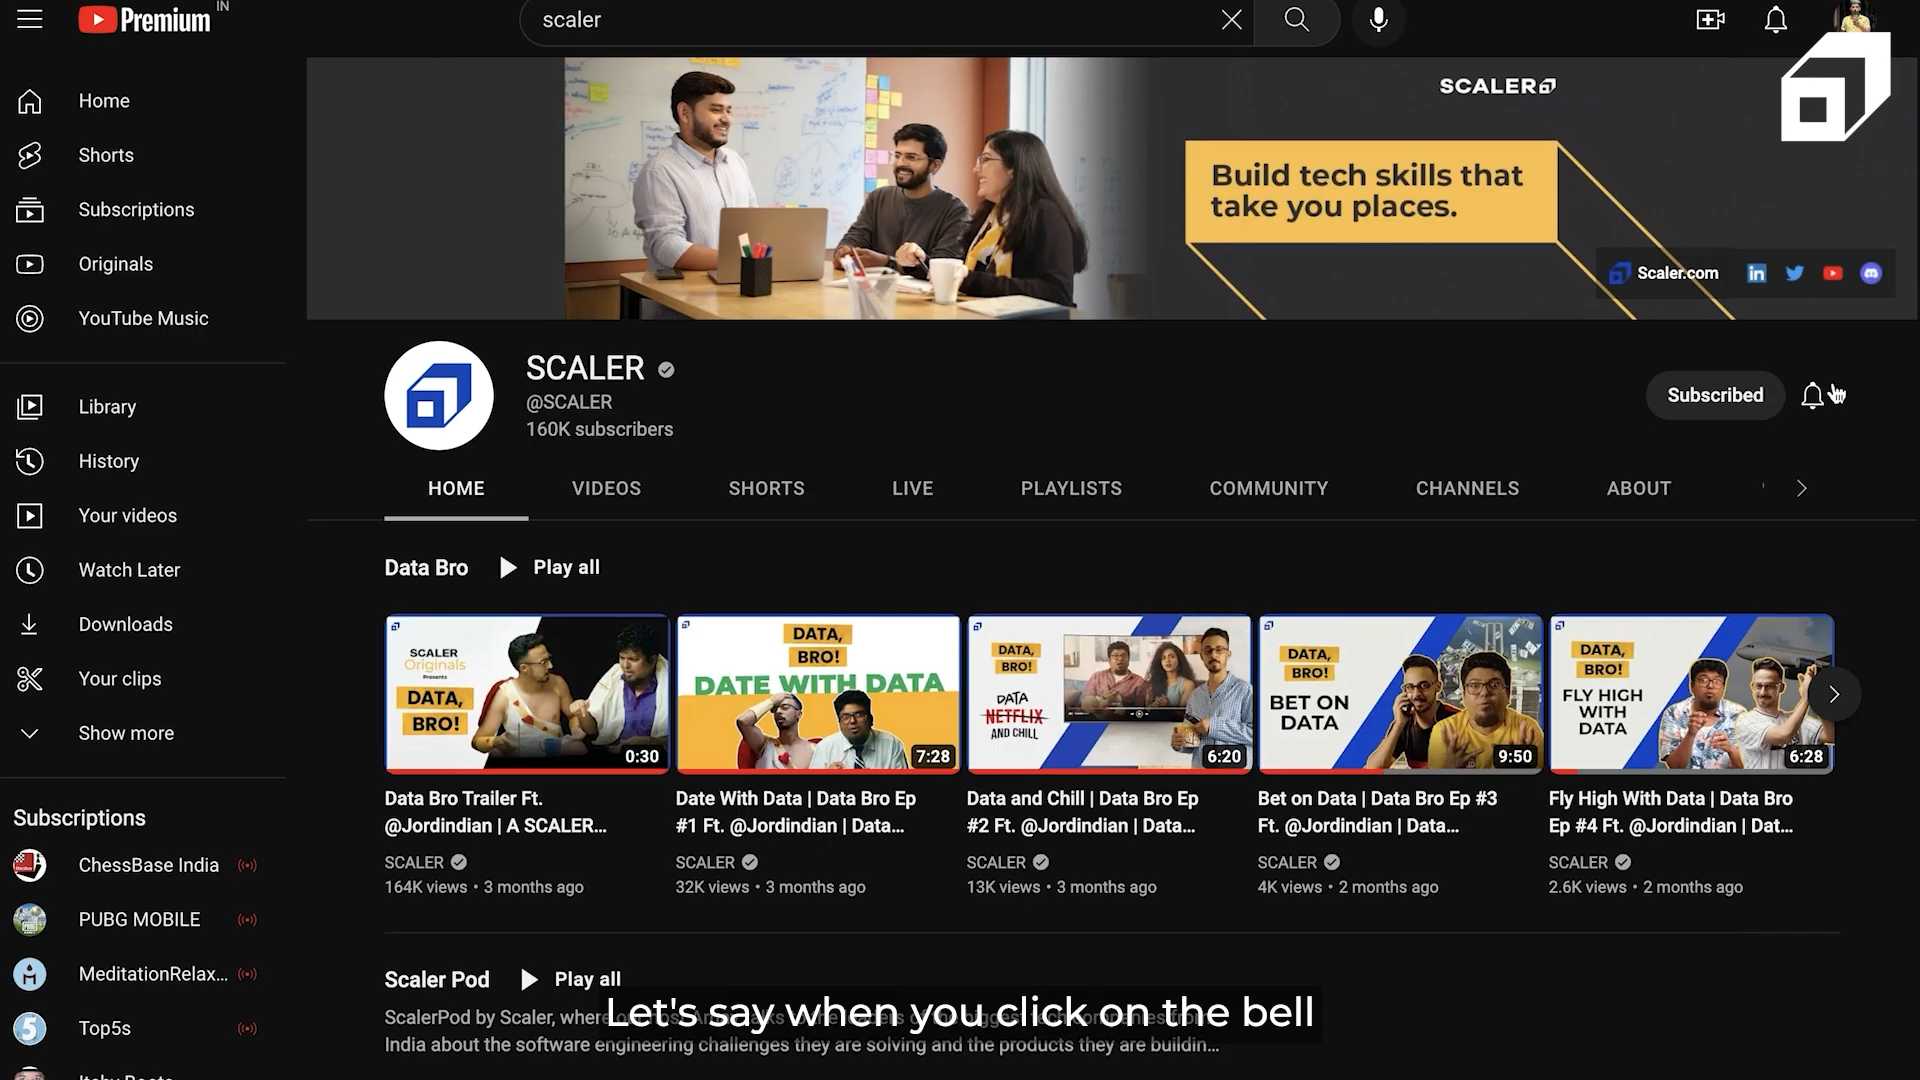 Premium IN
scaler
Home
Shorts
Subscriptions
Originals
YouTube Music
Library
History
Your videos
Watch Later
Downloads
Your clips
Show more
Subscriptions
ChessBase India
PUBG MOBILE
MeditationRelax...
Top5s
SCALER
Build tech skills that
take you places.
Scaler.com
SCALER
@SCALER
160K subscribers
Subscribed
HOME VIDEOS SHORTS LIVE PLAYLISTS COMMUNITY CHANNELS ABOUT
Data Bro Play all
SCALER
Originals
Presents
DATA,
BRO!
0:30
DATA,
BRO!
DATE WITH DATA
7:28
DATA,
BRO!
DATA
NETFLIX
AND CHILL
6:20
DATA,
BRO!
BET ON
DATA
9:50
DATA,
BRO!
FLY HIGH
WITH
DATA
6:28
Data Bro Trailer Ft.
@Jordindian | A SCALER...
SCALER
164K views • 3 months ago
Date With Data | Data Bro Ep
#1 Ft. @Jordindian | Data...
SCALER
32K views • 3 months ago
Data and Chill | Data Bro Ep
#2 Ft. @Jordindian | Data...
SCALER
13K views • 3 months ago
Bet on Data | Data Bro Ep #3
Ft. @Jordindian | Data...
SCALER
4K views • 2 months ago
Fly High With Data | Data Bro
Ep #4 Ft. @Jordindian | Dat...
SCALER
2.6K views • 2 months ago
Scaler Pod Play all
ScalerPod by Scaler, where
India about the software engineering challenges they are solving and the products they are buildin...
Let's say when you click on the bell